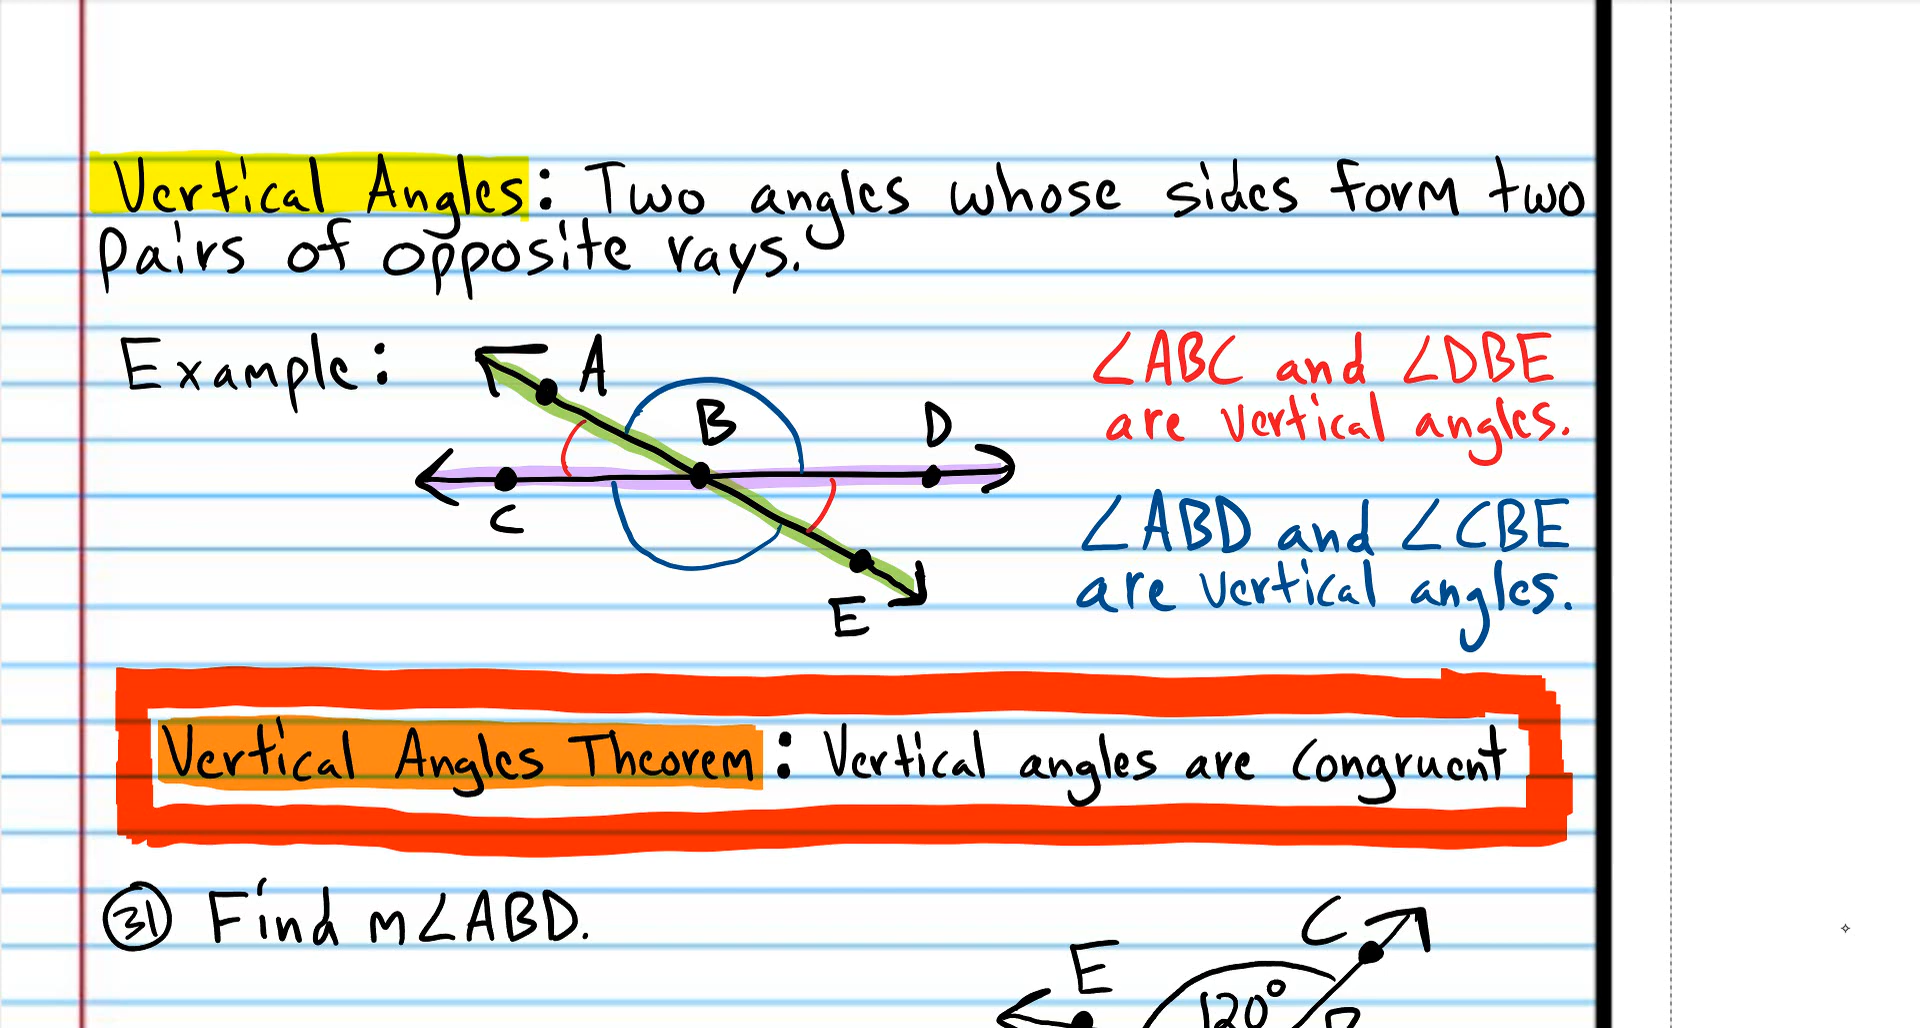 Vertical Angles: Two angles whose sides form two
pairs of opposite rays.
Example:
A
B
D
C
E
∠ABC and ∠DBE
are vertical angles.
∠ABD and ∠CBE
are vertical angles.
Vertical Angles Theorem: Vertical angles are congruent
31 Find m∠ABD.
C
E
120°